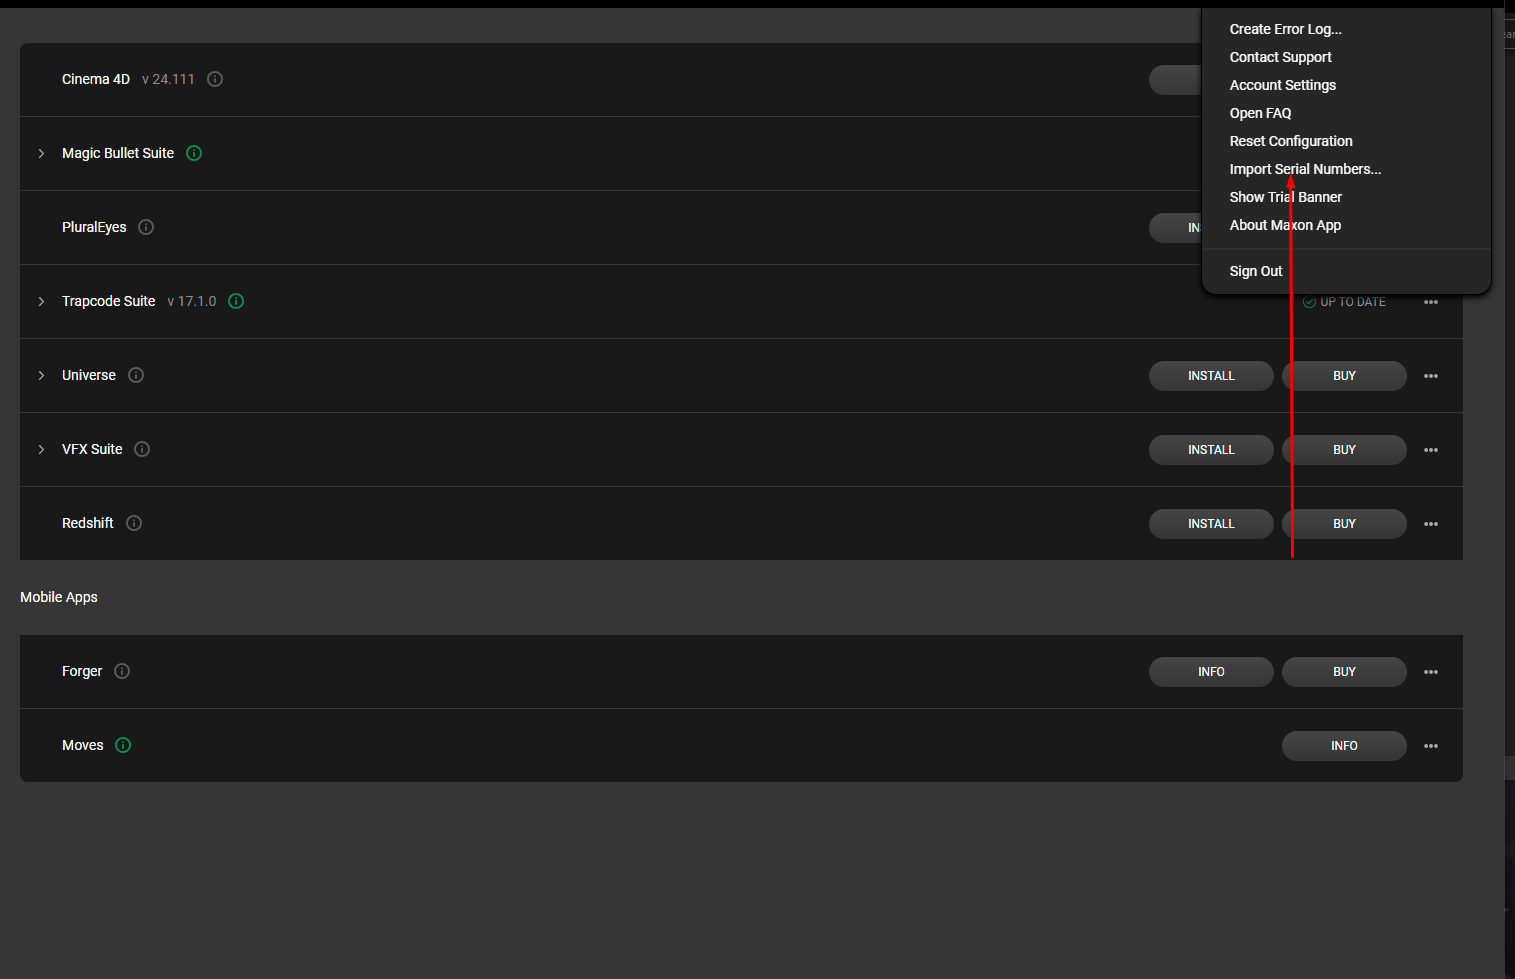 Create Error Log...
Contact Support
Account Settings
Open FAQ
Reset Configuration
Import Serial Numbers...
Show Trial Banner
About Maxon App
Sign Out
Cinema 4D v 24.111
Magic Bullet Suite
PluralEyes
Trapcode Suite v 17.1.0 UP TO DATE
Universe INSTALL BUY
VFX Suite INSTALL BUY
Redshift INSTALL BUY
Mobile Apps
Forger INFO BUY
Moves INFO